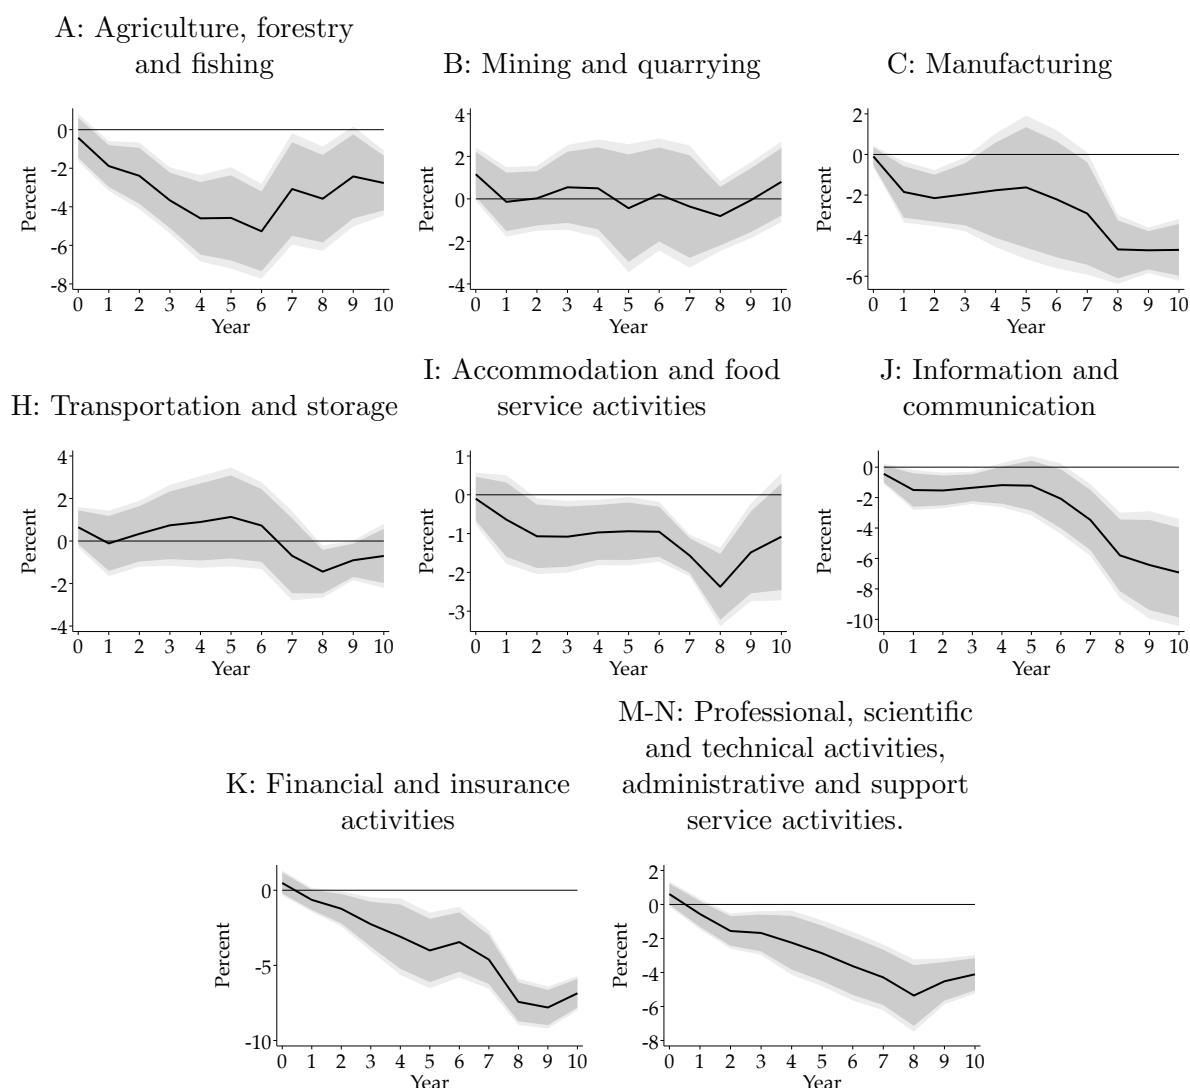 A: Agriculture, forestry
and fishing
B: Mining and quarrying
C: Manufacturing
0
-2
-4
-6
-8
Percent
0 1 2 3 4 5 6 7 8 9 10
Year
4
2
0
-2
-4
Percent
0 1 2 3 4 5 6 7 8 9 10
Year
2
0
-2
-4
-6
Percent
0 1 2 3 4 5 6 7 8 9 10
Year
H: Transportation and storage
I: Accommodation and food
service activities
J: Information and
communication
4
2
0
-2
-4
Percent
0 1 2 3 4 5 6 7 8 9 10
Year
1
0
-1
-2
-3
Percent
0 1 2 3 4 5 6 7 8 9 10
Year
0
-2
-4
-6
-8
-10
Percent
0 1 2 3 4 5 6 7 8 9 10
Year
K: Financial and insurance
activities
M-N: Professional, scientific
and technical activities,
administrative and support
service activities.
0
-5
-10
Percent
0 1 2 3 4 5 6 7 8 9 10
Year
2
0
-2
-4
-6
-8
Percent
0 1 2 3 4 5 6 7 8 9 10
Year